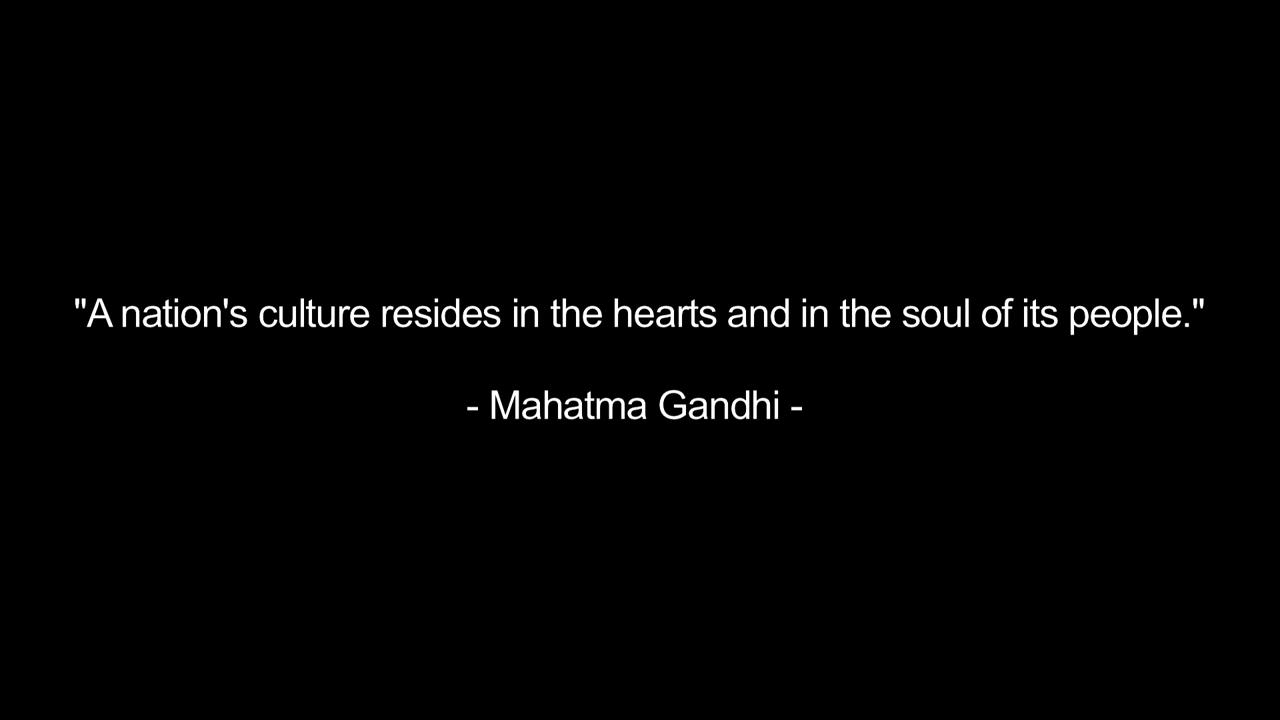 "A nation's culture resides in the hearts and in the soul of its people."
- Mahatma Gandhi -